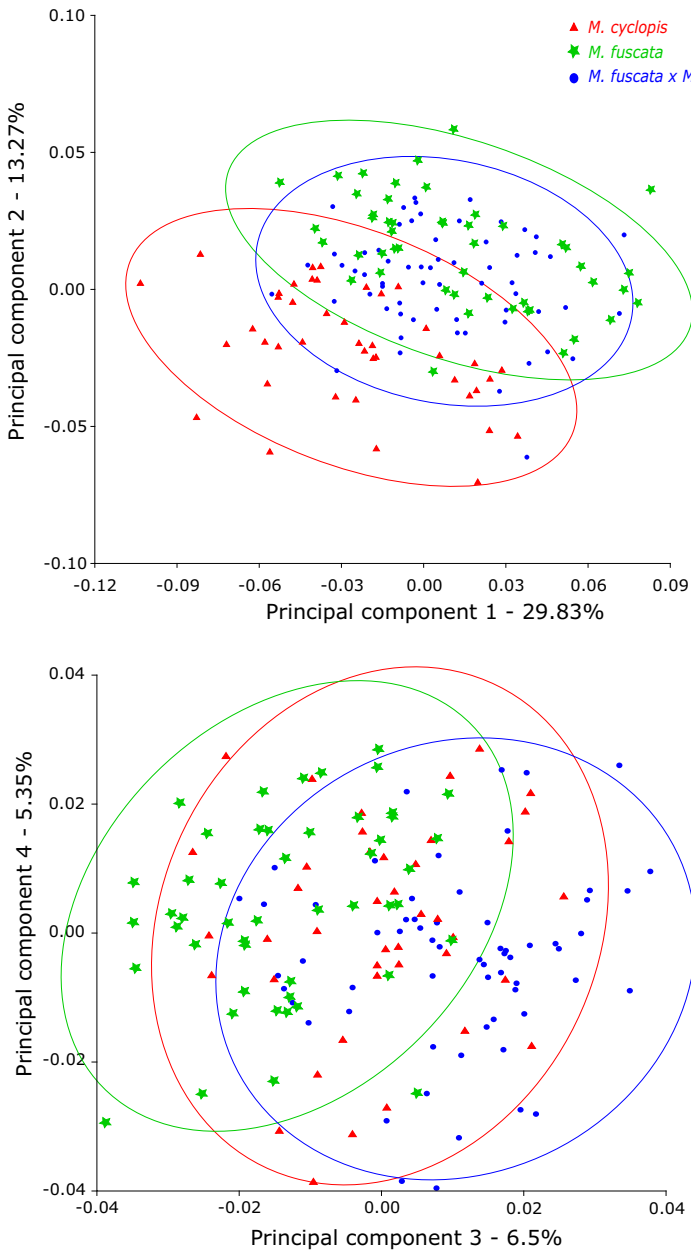 0.10
M. cyclopis
M. fuscata
M. fuscata x M
0.05
0.00
-0.05
-0.10
Principal component 2 - 13.27%
-0.12 -0.09 -0.06 -0.03 0.00 0.03 0.06 0.09
Principal component 1 - 29.83%
0.04
0.02
0.00
-0.02
-0.04
Principal component 4 - 5.35%
-0.04 -0.02 0.00 0.02 0.04
Principal component 3 - 6.5%